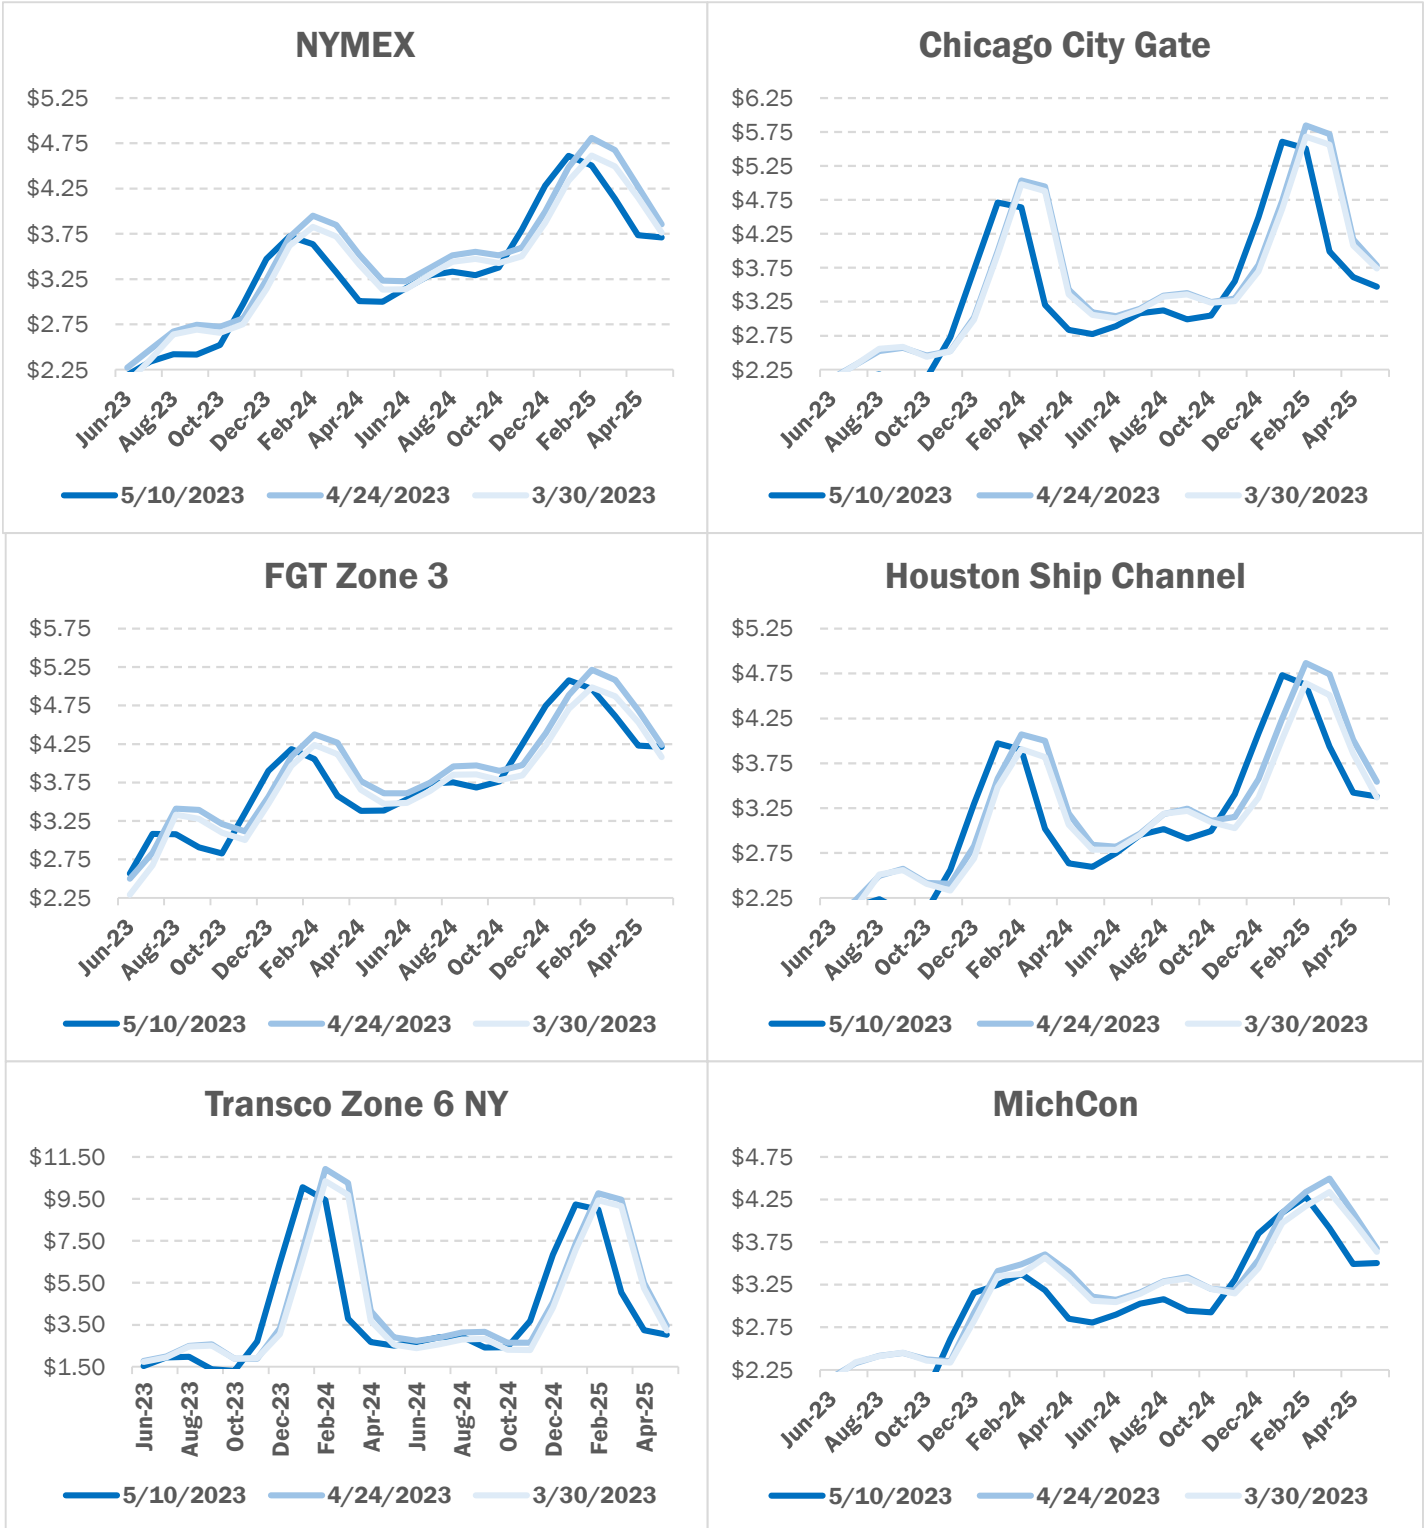 NYMEX
$5.25
$4.75
$4.25
$3.75
$3.25
$2.75
$2.25
Jun-23 Aug-23 Oct-23 Dec-23 Feb-24 Apr-24 Jun-24 Aug-24 Oct-24 Dec-24 Feb-25 Apr-25
5/10/2023 4/24/2023 3/30/2023
Chicago City Gate
$6.25
$5.75
$5.25
$4.75
$4.25
$3.75
$3.25
$2.75
$2.25
Jun-23 Aug-23 Oct-23 Dec-23 Feb-24 Apr-24 Jun-24 Aug-24 Oct-24 Dec-24 Feb-25 Apr-25
5/10/2023 4/24/2023 3/30/2023
FGT Zone 3
$5.75
$5.25
$4.75
$4.25
$3.75
$3.25
$2.75
$2.25
Jun-23 Aug-23 Oct-23 Dec-23 Feb-24 Apr-24 Jun-24 Aug-24 Oct-24 Dec-24 Feb-25 Apr-25
5/10/2023 4/24/2023 3/30/2023
Houston Ship Channel
$5.25
$4.75
$4.25
$3.75
$3.25
$2.75
$2.25
Jun-23 Aug-23 Oct-23 Dec-23 Feb-24 Apr-24 Jun-24 Aug-24 Oct-24 Dec-24 Feb-25 Apr-25
5/10/2023 4/24/2023 3/30/2023
Transco Zone 6 NY
$11.50
$9.50
$7.50
$5.50
$3.50
$1.50
Jun-23 Aug-23 Oct-23 Dec-23 Feb-24 Apr-24 Jun-24 Aug-24 Oct-24 Dec-24 Feb-25 Apr-25
5/10/2023 4/24/2023 3/30/2023
MichCon
$4.75
$4.25
$3.75
$3.25
$2.75
$2.25
Jun-23 Aug-23 Oct-23 Dec-23 Feb-24 Apr-24 Jun-24 Aug-24 Oct-24 Dec-24 Feb-25 Apr-25
5/10/2023 4/24/2023 3/30/2023